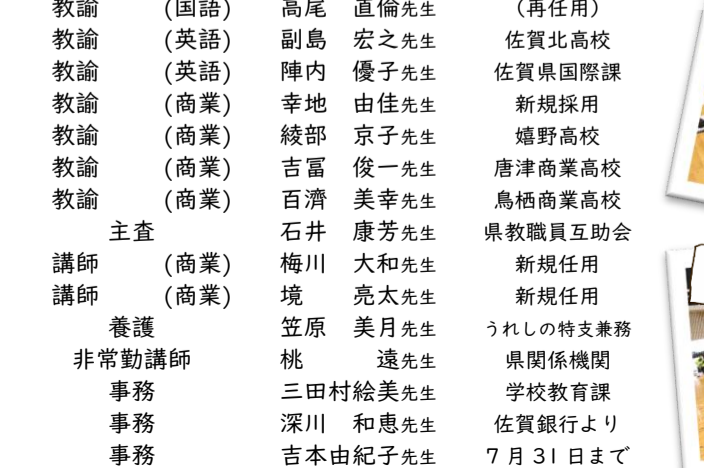 教諭 (国語) 高尾 直倫先生 （再任用）
教諭 (英語) 副島 宏之先生 佐賀北高校
教諭 (英語) 陣内 優子先生 佐賀県国際課
教諭 (商業) 幸地 由佳先生 新規採用
教諭 (商業) 綾部 京子先生 嬉野高校
教諭 (商業) 吉冨 俊一先生 唐津商業高校
教諭 (商業) 百濟 美幸先生 鳥栖商業高校
主査 石井 康芳先生 県教職員互助会
講師 (商業) 梅川 大和先生 新規任用
講師 (商業) 境 亮太先生 新規任用
養護 笠原 美月先生 うれしの特支兼務
非常勤講師 桃 遠先生 県関係機関
事務 三田村絵美先生 学校教育課
事務 深川 和恵先生 佐賀銀行より
事務 吉本由紀子先生 7月31日まで